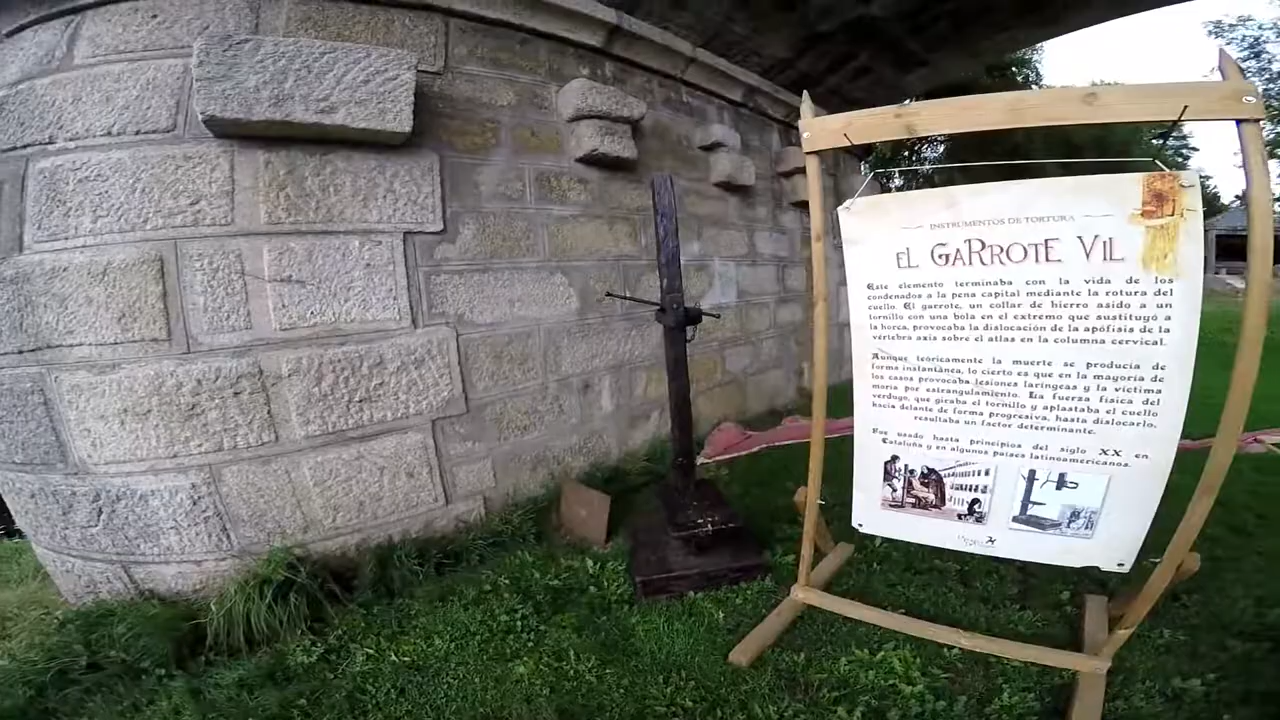 INSTRUMENTOS DE TORTURA
EL GARROTE VIL
Este elemento terminaba con la vida de los
condenados a la pena capital mediante la rotura del
cuello. El garrote, un collar de hierro asido a un
tornillo con una bola en el extremo que sustituyó a
la horca, provocaba la dislocación de la apófisis de la
vértebra axis sobre el atlas en la columna cervical.
Aunque teóricamente la muerte se producía de
forma instantánea, lo cierto es que en la mayoría de
los casos provocaba lesiones laríngeas y la víctima
moría por estrangulamiento. La fuerza física del
verdugo, que giraba el tornillo y aplastaba el cuello
hacia delante de forma progresiva, hasta dislocarlo,
resultaba un factor determinante.
Fue usado hasta principios del siglo XX en
Cataluña y en algunos países latinoamericanos.